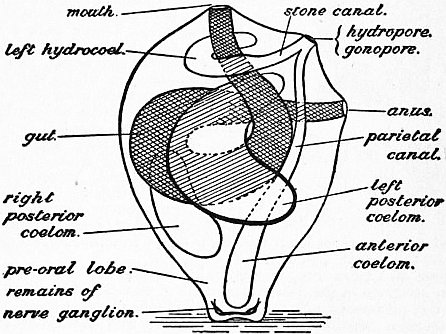 mouth.
stone canal.
left hydrocoel.
hydropore.
gonopore.
anus.
gut.
parietal
canal.
right
posterior
coelom.
left
posterior
coelom.
anterior
coelom.
pre-oral lobe.
remains of
nerve ganglion.